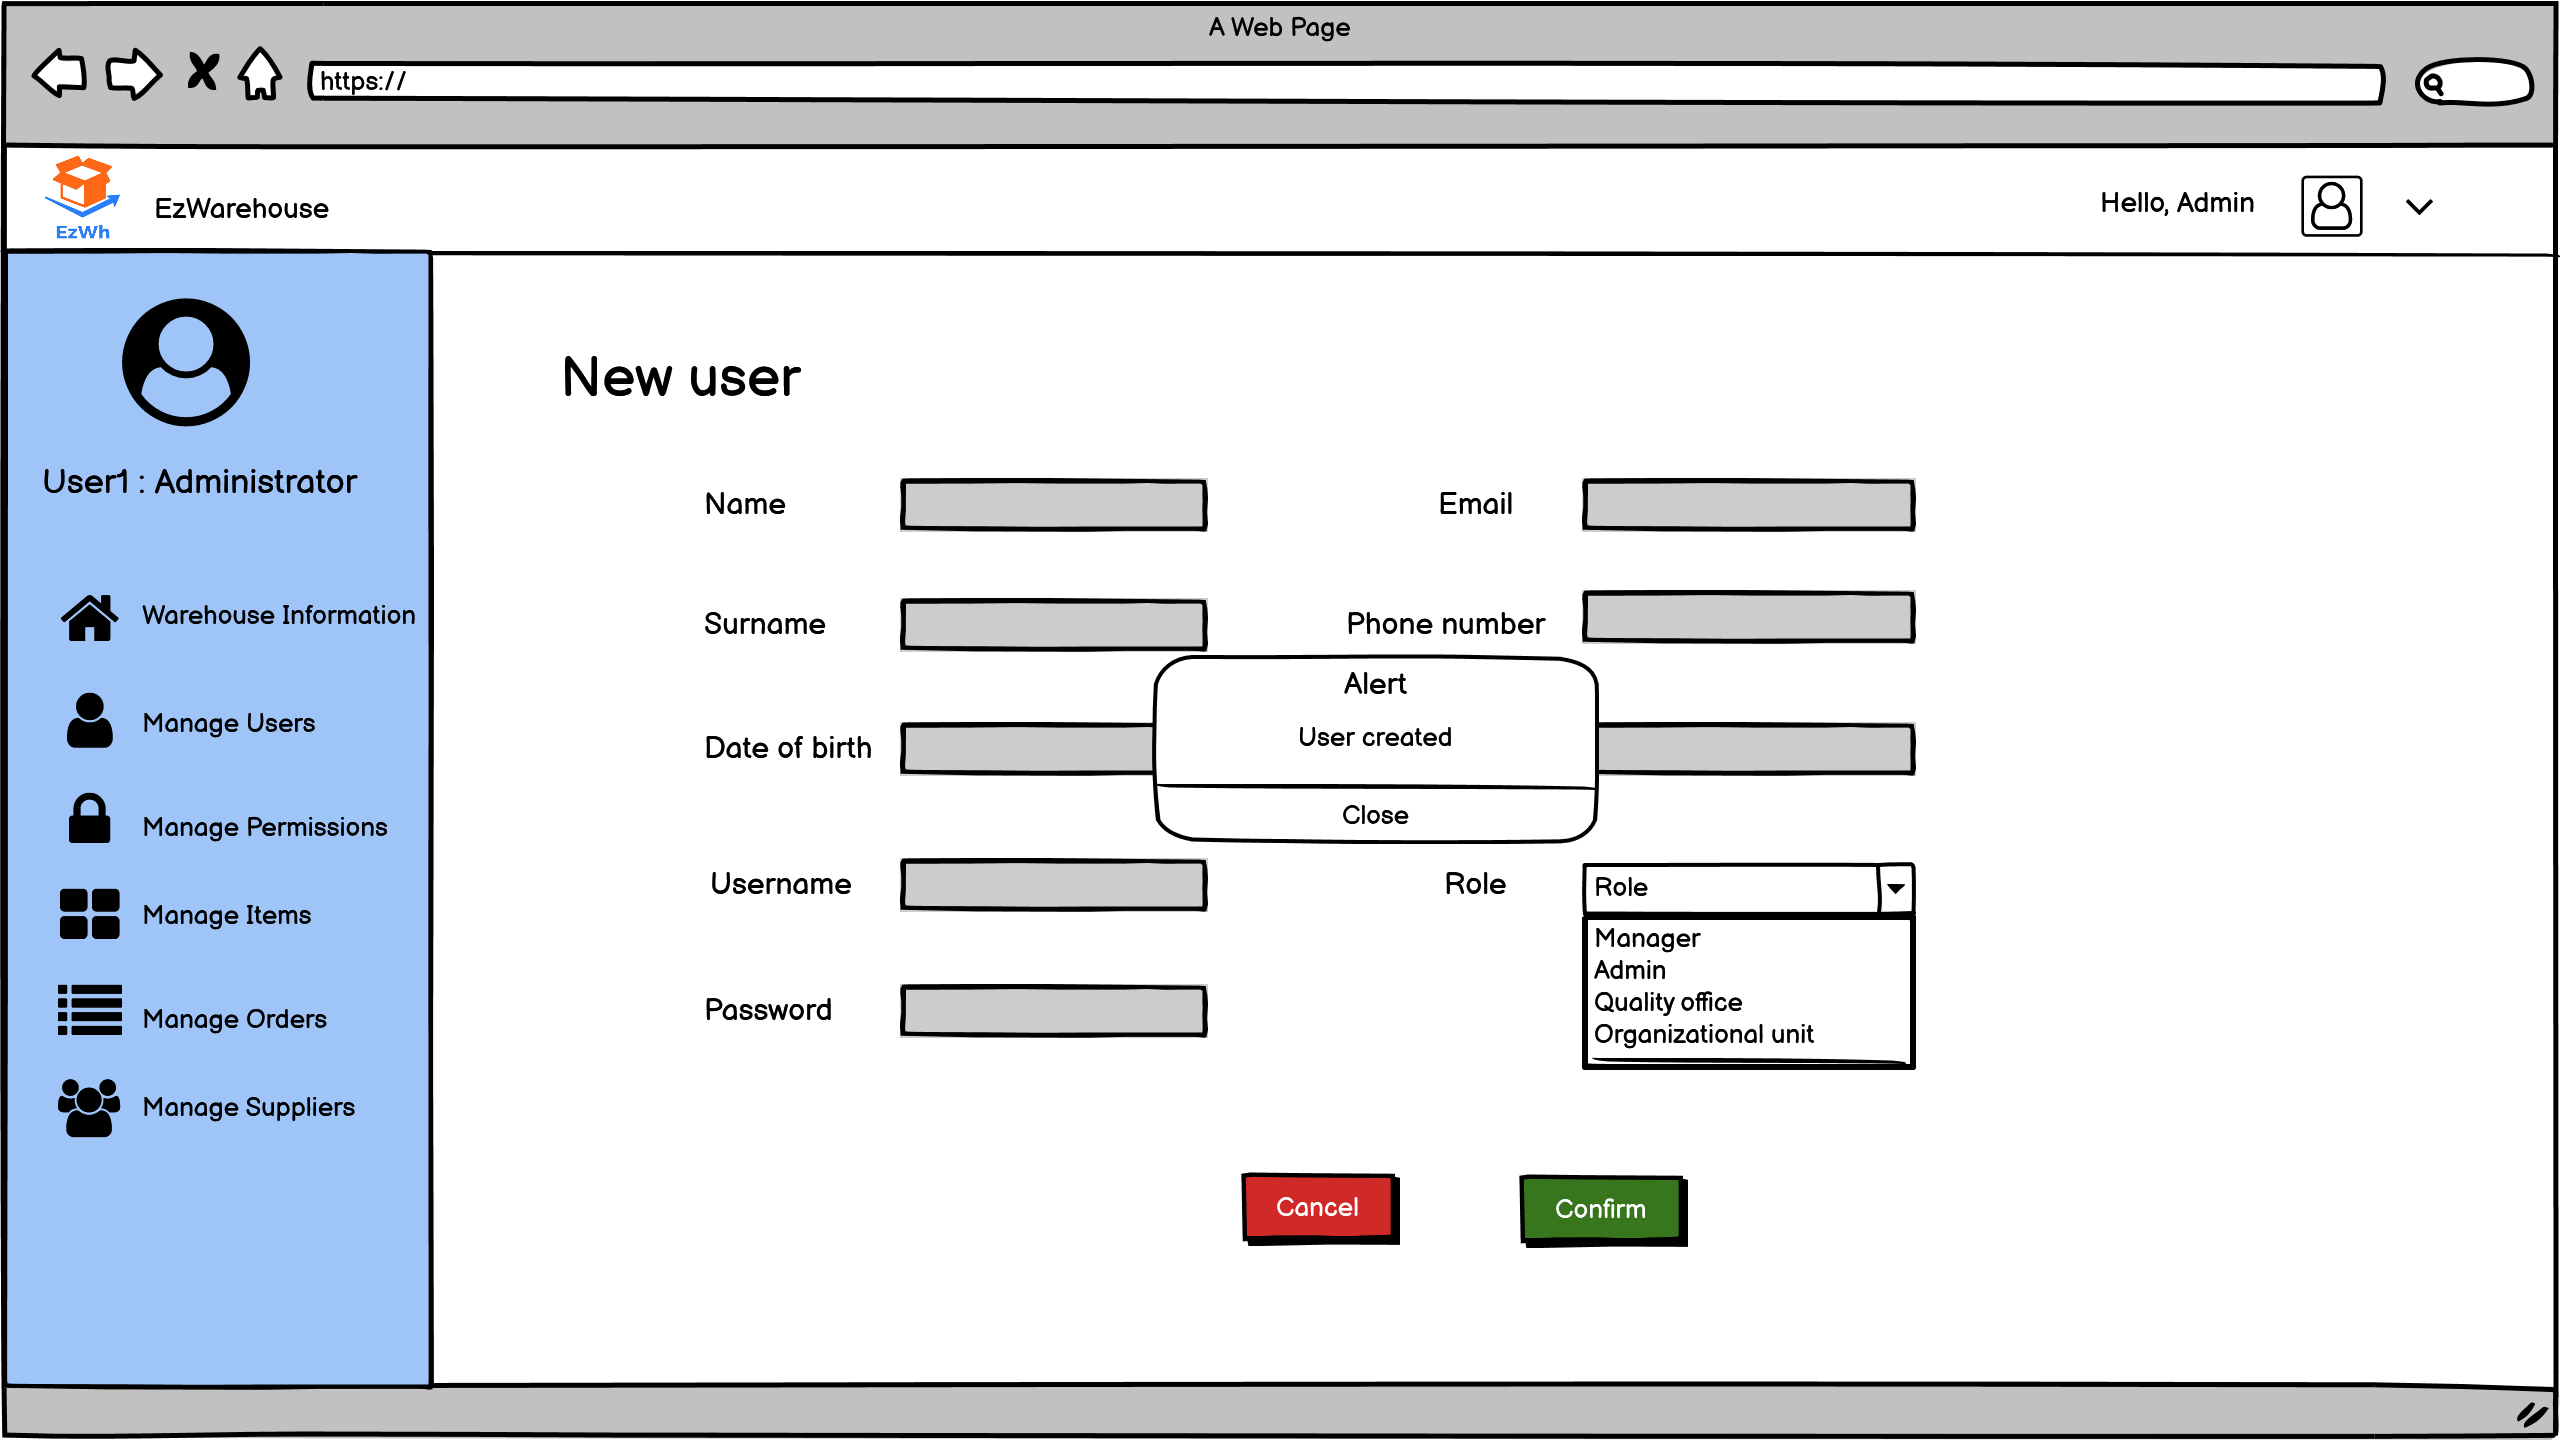 A Web Page
https://
EzWh
EzWarehouse
Hello, Admin
User1 : Administrator
Warehouse Information
Manage Users
Manage Permissions
Manage Items
Manage Orders
Manage Suppliers
New user
Name
Email
Surname
Phone number
Date of birth
Alert
User created
Close
Username
Role
Role
Manager
Admin
Quality office
Organizational unit
Password
Cancel
Confirm